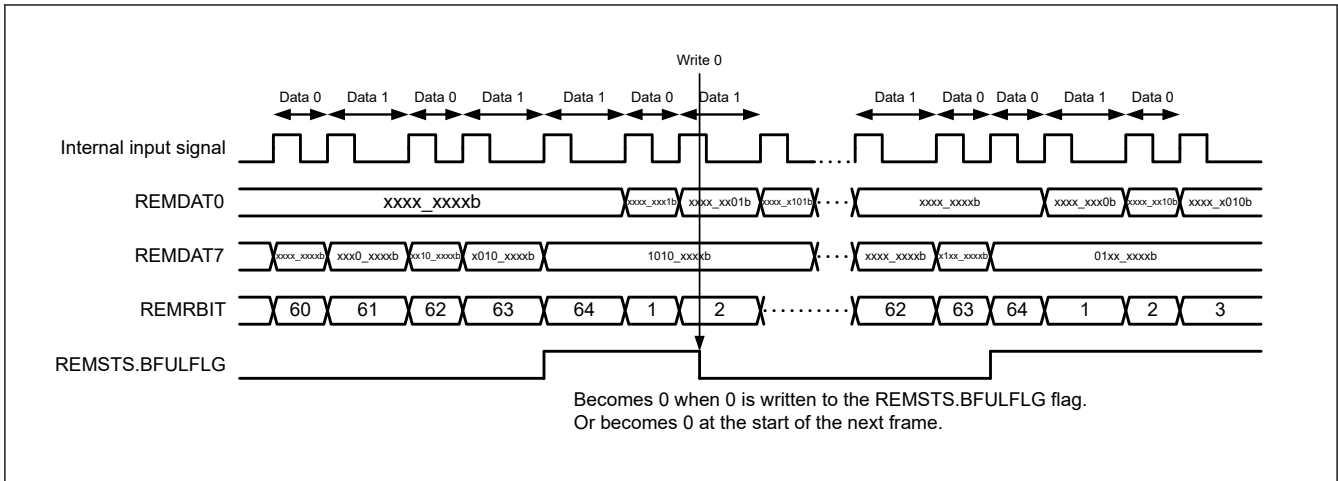 Write 0
Data 0 Data 1 Data 0 Data 1 Data 1 Data 0 Data 1 Data 1 Data 0 Data 0 Data 1 Data 0
Internal input signal
REMDAT0 xxxx_xxxxb xxxx_xxx1b xxxx_xx01b xxxx_x101b xxxx_xxxxb xxxx_xxx0b xxxx_xx10b xxxx_x010b
REMDAT7 xxxx_xxxxb xxx0_xxxxb xx10_xxxxb x010_xxxxb 1010_xxxxb xxxx_xxxxb x1xx_xxxxb 01xx_xxxxb
REMRBIT 60 61 62 63 64 1 2 62 63 64 1 2 3
REMSTS.BFULFLG
Becomes 0 when 0 is written to the REMSTS.BFULFLG flag.
Or becomes 0 at the start of the next frame.